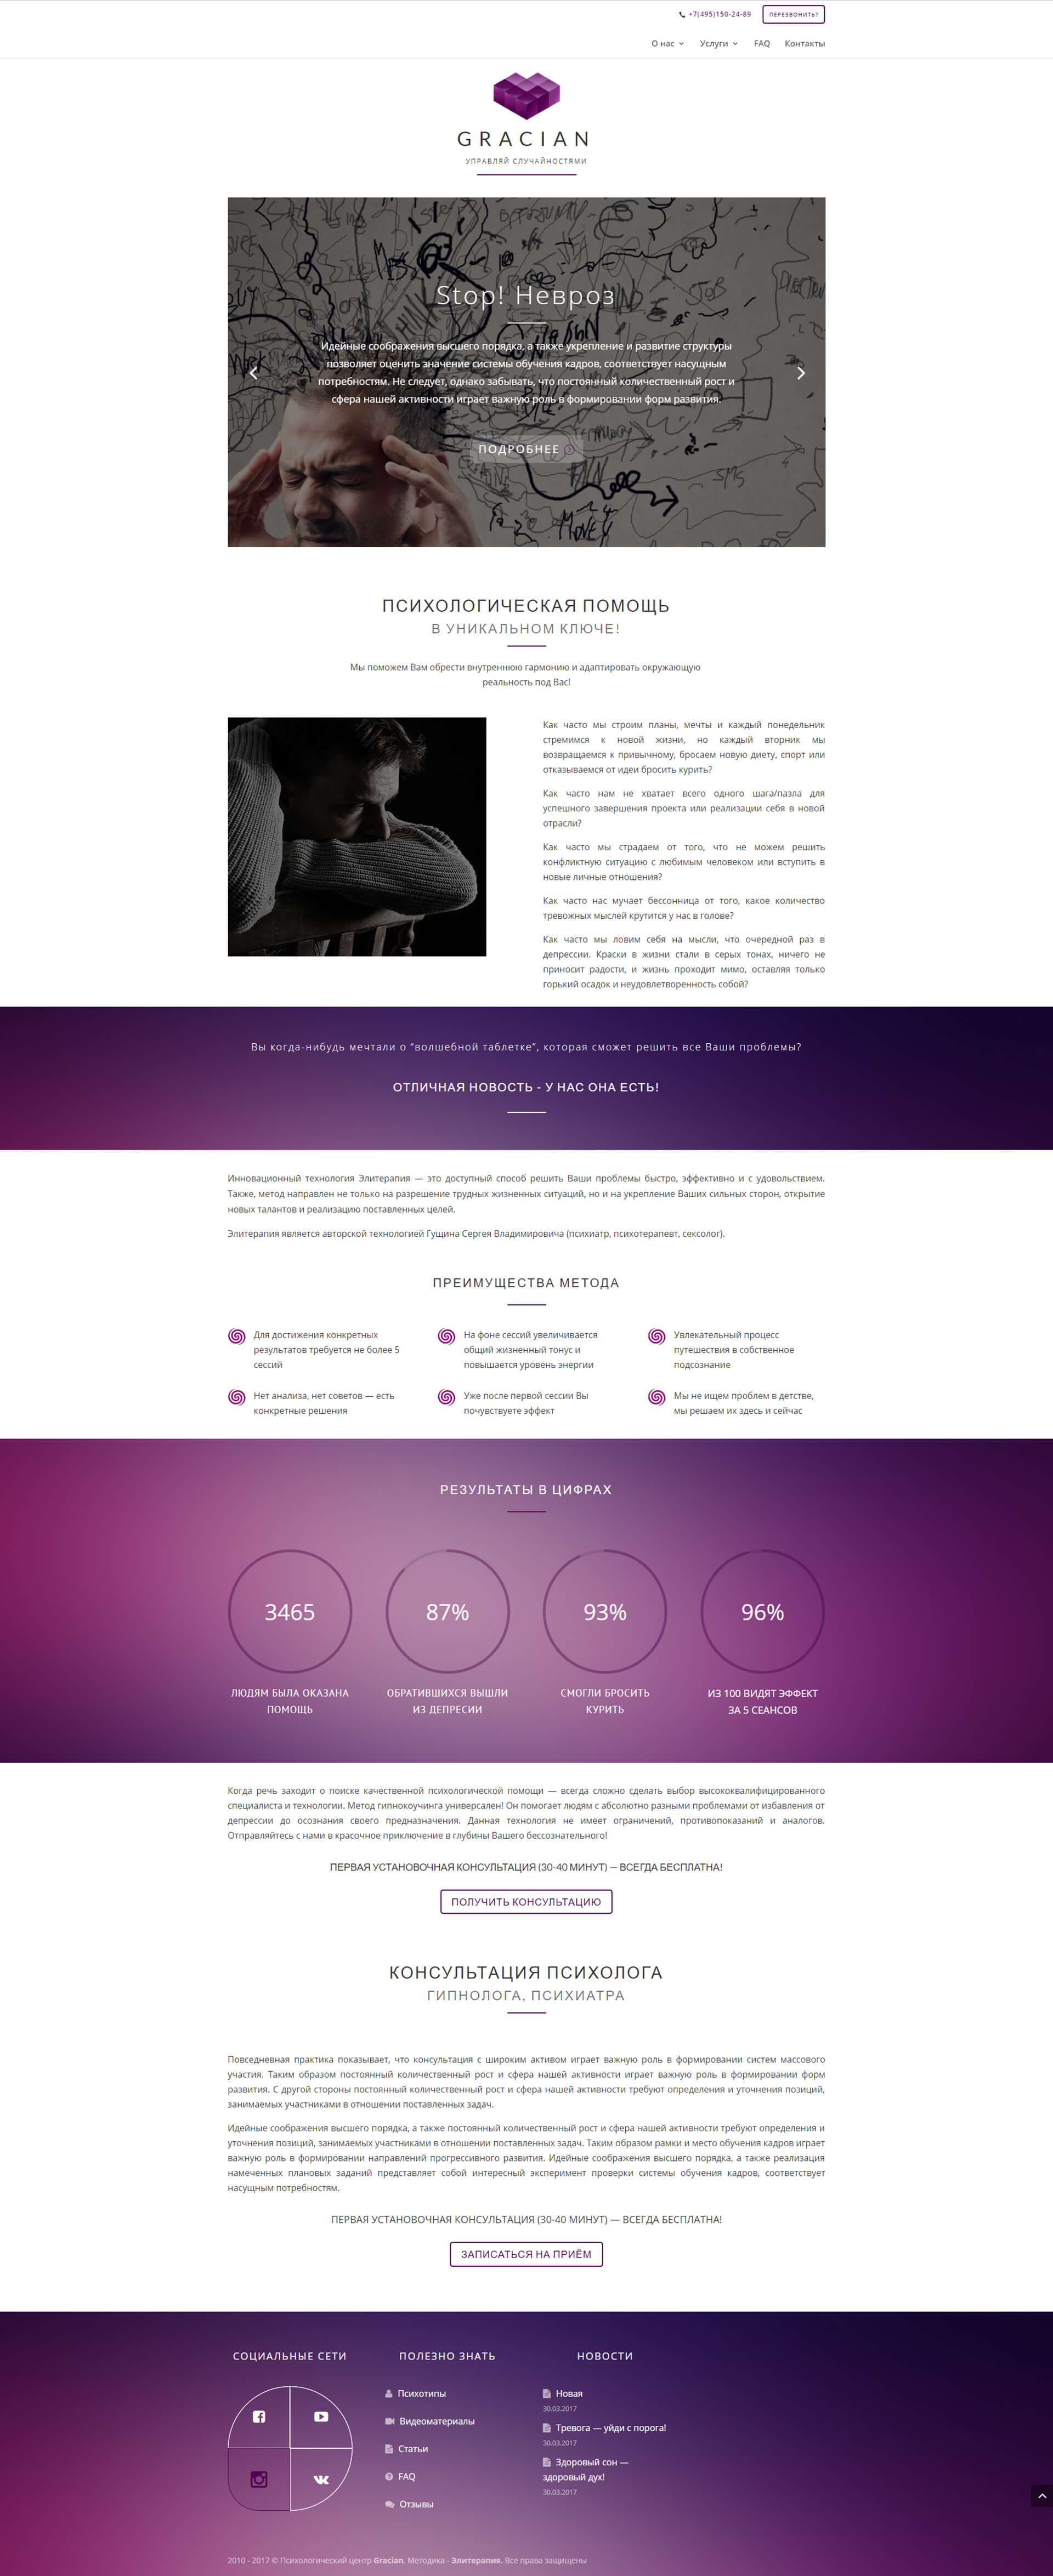 +7(495)150-24-89
ПЕРЕЗВОНИТЬ?
О нас
Услуги
FAQ
Контакты
GRACIAN
УПРАВЛЯЙ СЛУЧАЙНОСТЯМИ
Stop! Невроз
Идейные соображения высшего порядка, а также укрепление и развитие структуры
позволяет оценить значение системы обучения кадров, соответствует насущным
потребностям. Не следует, однако забывать, что постоянный количественный рост и
сфера нашей активности играет важную роль в формировании форм развития.
ПОДРОБНЕЕ
JOB
3/15
MONEY
ПСИХОЛОГИЧЕСКАЯ ПОМОЩЬ
В УНИКАЛЬНОМ КЛЮЧЕ!
Мы поможем Вам обрести внутреннюю гармонию и адаптировать окружающую
реальность под Вас!
Как часто мы строим планы, мечты и каждый понедельник
стремимся к новой жизни, но каждый вторник мы
возвращаемся к привычному, бросаем новую диету, спорт или
отказываемся от идеи бросить курить?
Как часто нам не хватает всего одного шага/пазла для
успешного завершения проекта или реализации себя в новой
отрасли?
Как часто мы страдаем от того, что не можем решить
конфликтную ситуацию с любимым человеком или вступить в
новые личные отношения?
Как часто нас мучает бессонница от того, какое количество
тревожных мыслей крутится у нас в голове?
Как часто мы ловим себя на мысли, что очередной раз в
депрессии. Краски в жизни стали в серых тонах, ничего не
приносит радости, и жизнь проходит мимо, оставляя только
горький осадок и неудовлетворенность собой?
Вы когда-нибудь мечтали о "волшебной таблетке", которая сможет решить все Ваши проблемы?
ОТЛИЧНАЯ НОВОСТЬ - У НАС ОНА ЕСТЬ!
Инновационный технология Элитерапия — это доступный способ решить Ваши проблемы быстро, эффективно и с удовольствием.
Также, метод направлен не только на разрешение трудных жизненных ситуаций, но и на укрепление Ваших сильных сторон, открытие
новых талантов и реализацию поставленных целей.
Элитерапия является авторской технологией Гущина Сергея Владимировича (психиатр, психотерапевт, сексолог).
ПРЕИМУЩЕСТВА МЕТОДА
Для достижения конкретных
результатов требуется не более 5
сессий
На фоне сессий увеличивается
общий жизненный тонус и
повышается уровень энергии
Увлекательный процесс
путешествия в собственное
подсознание
Нет анализа, нет советов — есть
конкретные решения
Уже после первой сессии Вы
почувствуете эффект
Мы не ищем проблем в детстве,
мы решаем их здесь и сейчас
РЕЗУЛЬТАТЫ В ЦИФРАХ
3465
ЛЮДЯМ БЫЛА ОКАЗАНА
ПОМОЩЬ
87%
ОБРАТИВШИХСЯ ВЫШЛИ
ИЗ ДЕПРЕСИИ
93%
СМОГЛИ БРОСИТЬ
КУРИТЬ
96%
ИЗ 100 ВИДЯТ ЭФФЕКТ
ЗА 5 СЕАНСОВ
Когда речь заходит о поиске качественной психологической помощи — всегда сложно сделать выбор высококвалифицированного
специалиста и технологии. Метод гипнокоучинга универсален! Он помогает людям с абсолютно разными проблемами от избавления от
депрессии до осознания своего предназначения. Данная технология не имеет ограничений, противопоказаний и аналогов.
Отправляйтесь с нами в красочное приключение в глубины Вашего бессознательного!
ПЕРВАЯ УСТАНОВОЧНАЯ КОНСУЛЬТАЦИЯ (30-40 МИНУТ) — ВСЕГДА БЕСПЛАТНА!
ПОЛУЧИТЬ КОНСУЛЬТАЦИЮ
КОНСУЛЬТАЦИЯ ПСИХОЛОГА
ГИПНОЛОГА, ПСИХИАТРА
Повседневная практика показывает, что консультация с широким активом играет важную роль в формировании систем массового
участия. Таким образом постоянный количественный рост и сфера нашей активности играет важную роль в формировании форм
развития. С другой стороны постоянный количественный рост и сфера нашей активности требуют определения и уточнения позиций,
занимаемых участниками в отношении поставленных задач.
Идейные соображения высшего порядка, а также постоянный количественный рост и сфера нашей активности требуют определения и
уточнения позиций, занимаемых участниками в отношении поставленных задач. Таким образом рамки и место обучения кадров играет
важную роль в формировании направлений прогрессивного развития. Идейные соображения высшего порядка, а также реализация
намеченных плановых заданий представляет собой интересный эксперимент проверки системы обучения кадров, соответствует
насущным потребностям.
ПЕРВАЯ УСТАНОВОЧНАЯ КОНСУЛЬТАЦИЯ (30-40 МИНУТ) — ВСЕГДА БЕСПЛАТНА!
ЗАПИСАТЬСЯ НА ПРИЁМ
СОЦИАЛЬНЫЕ СЕТИ
ПОЛЕЗНО ЗНАТЬ
Психотипы
Видеоматериалы
Статьи
FAQ
Отзывы
НОВОСТИ
Новая
30.03.2017
Тревога — уйди с порога!
30.03.2017
Здоровый сон —
здоровый дух!
30.03.2017
2010 - 2017 © Психологический центр Gracian. Методика - Элитерапия. Все права защищены